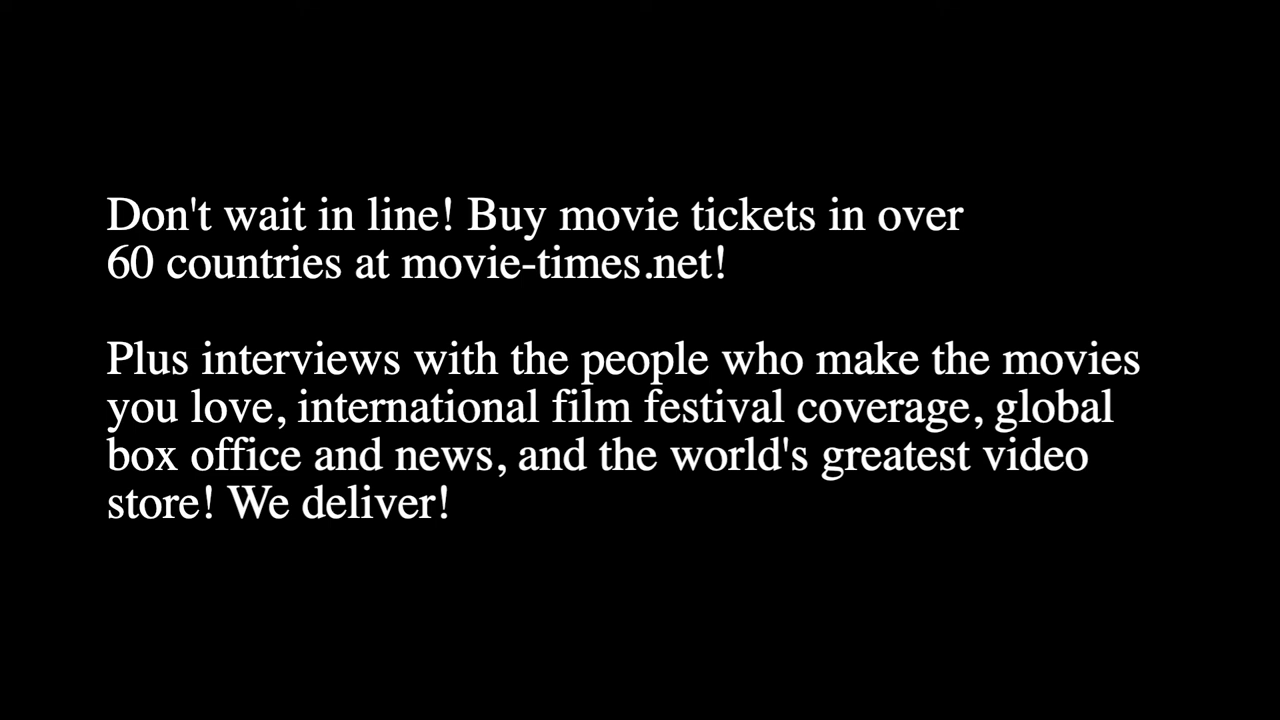 Don't wait in line! Buy movie tickets in over
60 countries at movie-times.net!
Plus interviews with the people who make the movies
you love, international film festival coverage, global
box office and news, and the world's greatest video
store! We deliver!